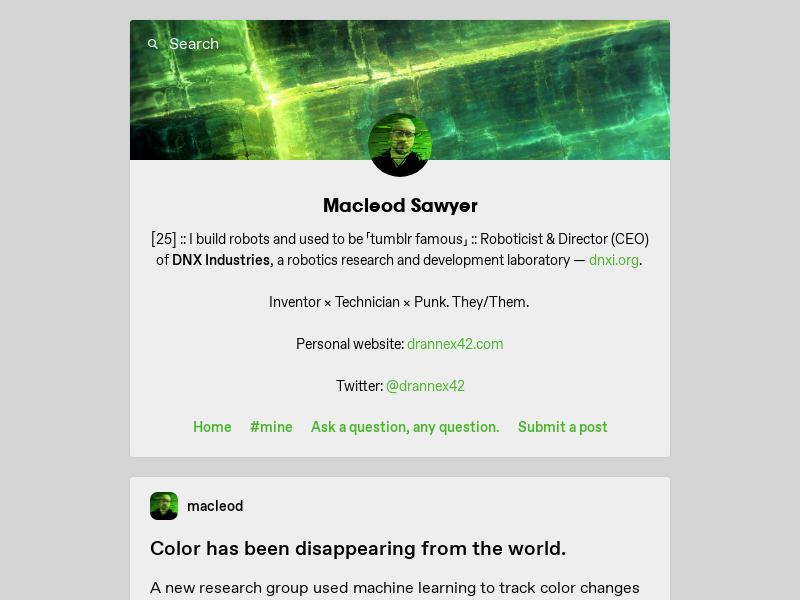 Search
Macleod Sawyer
[25] :: I build robots and used to be「tumblr famous」:: Roboticist & Director (CEO)
of DNX Industries, a robotics research and development laboratory — dnxi.org.
Inventor × Technician × Punk. They/Them.
Personal website: drannex42.com
Twitter: @drannex42
Home #mine Ask a question, any question. Submit a post
macleod
Color has been disappearing from the world.
A new research group used machine learning to track color changes